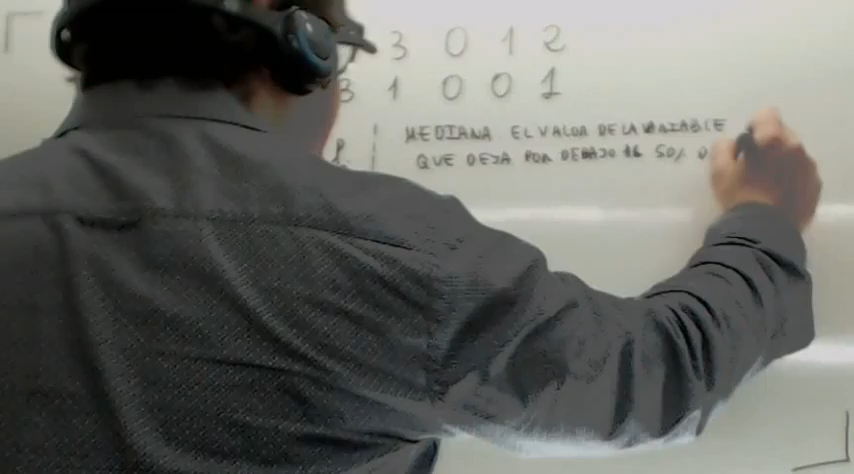 3 0 1 2
3 1 0 0 1
MEDIANA EL VALOR DE LA VARIABLE
QUE DEJA POR DEBAJO 50%